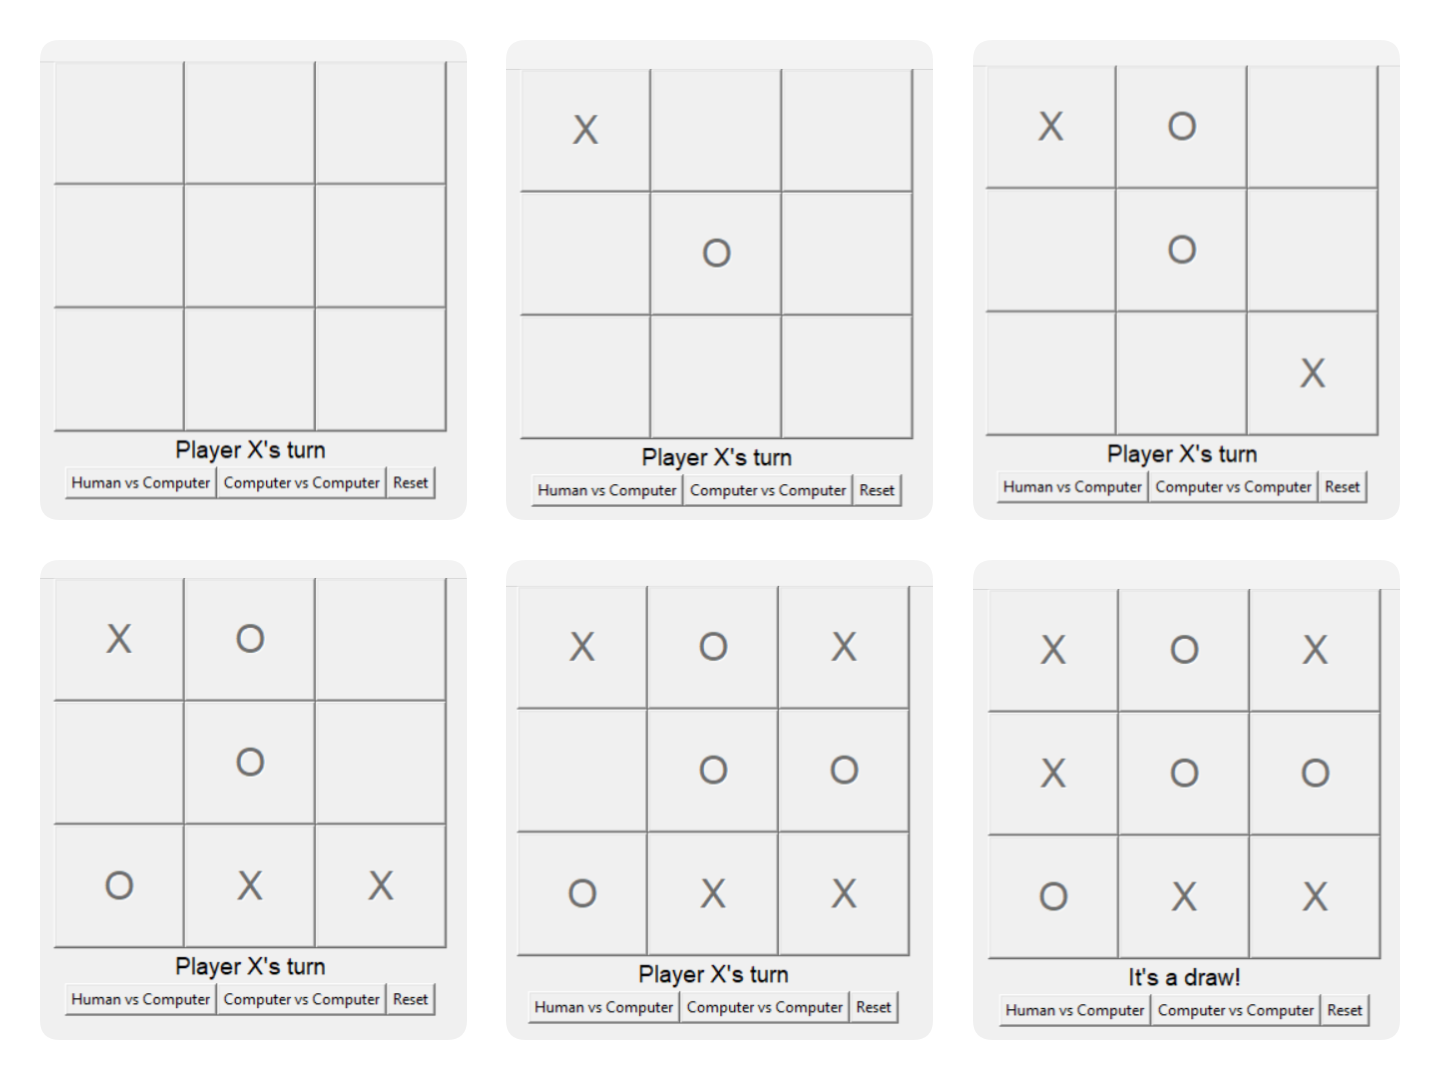 Player X's turn
Human vs Computer Computer vs Computer Reset
X
O
Player X's turn
Human vs Computer Computer vs Computer Reset
X O
O
X
Player X's turn
Human vs Computer Computer vs Computer Reset
X O
O
O X X
Player X's turn
Human vs Computer Computer vs Computer Reset
X O X
O O
O X X
Player X's turn
Human vs Computer Computer vs Computer Reset
X O X
X O O
O X X
It's a draw!
Human vs Computer Computer vs Computer Reset